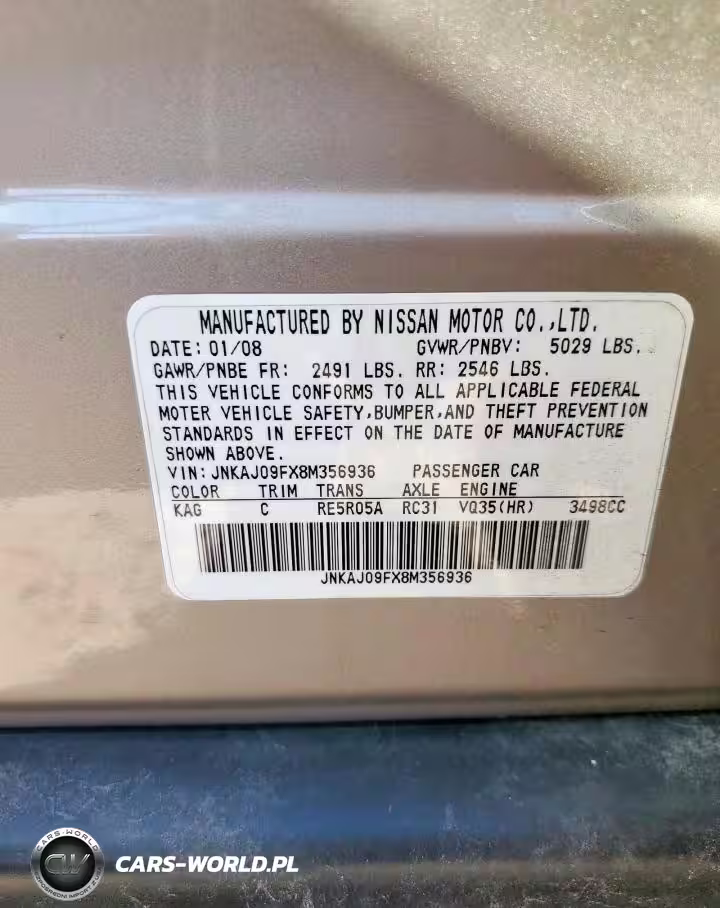 MANUFACTURED BY NISSAN MOTOR CO.,LTD.
DATE: 01/08 GVWR/PNBV: 5029 LBS.
GAWR/PNBE FR: 2491 LBS. RR: 2546 LBS.
THIS VEHICLE CONFORMS TO ALL APPLICABLE FEDERAL
MOTER VEHICLE SAFETY,BUMPER,AND THEFT PREVENTION
STANDARDS IN EFFECT ON THE DATE OF MANUFACTURE
SHOWN ABOVE.
VIN: JNKAJ09FX8M356936 PASSENGER CAR
COLOR TRIM TRANS AXLE ENGINE
KAG C RE5R05A RC31 VQ35(HR) 3498CC
JNKAJ09FX8M356936
CARS-WORLD
CW
CARS-WORLD.PL